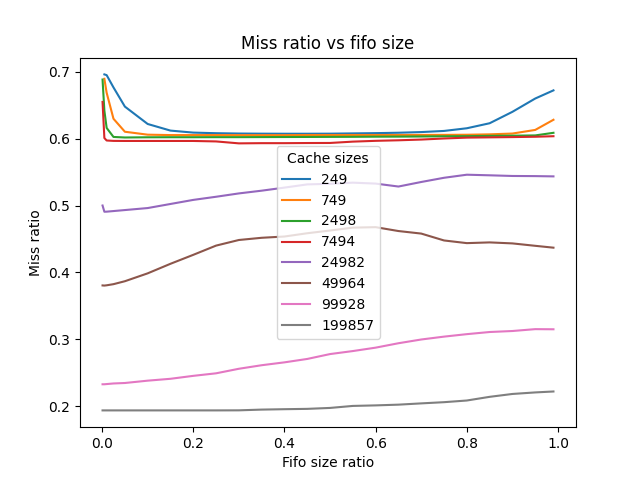 Miss ratio vs fifo size
Miss ratio
0.7
0.6
0.5
0.4
0.3
0.2
Cache sizes
249
749
2498
7494
24982
49964
99928
199857
0.0 0.2 0.4 0.6 0.8 1.0
Fifo size ratio